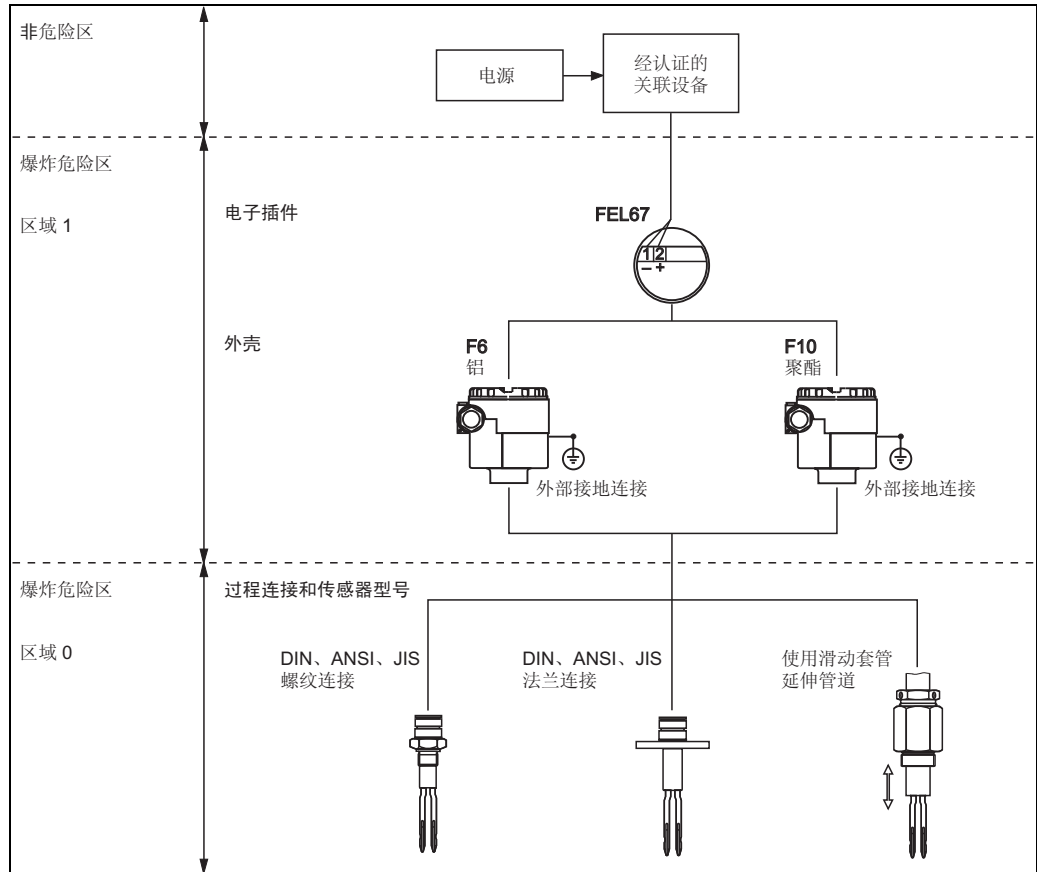 非危险区
电源
经认证的
关联设备
爆炸危险区
区域 1
电子插件
FEL67
1 2
– +
外壳
F6
铝
F10
聚酯
外部接地连接
外部接地连接
爆炸危险区
区域 0
过程连接和传感器型号
DIN、ANSI、JIS
螺纹连接
DIN、ANSI、JIS
法兰连接
使用滑动套管
延伸管道